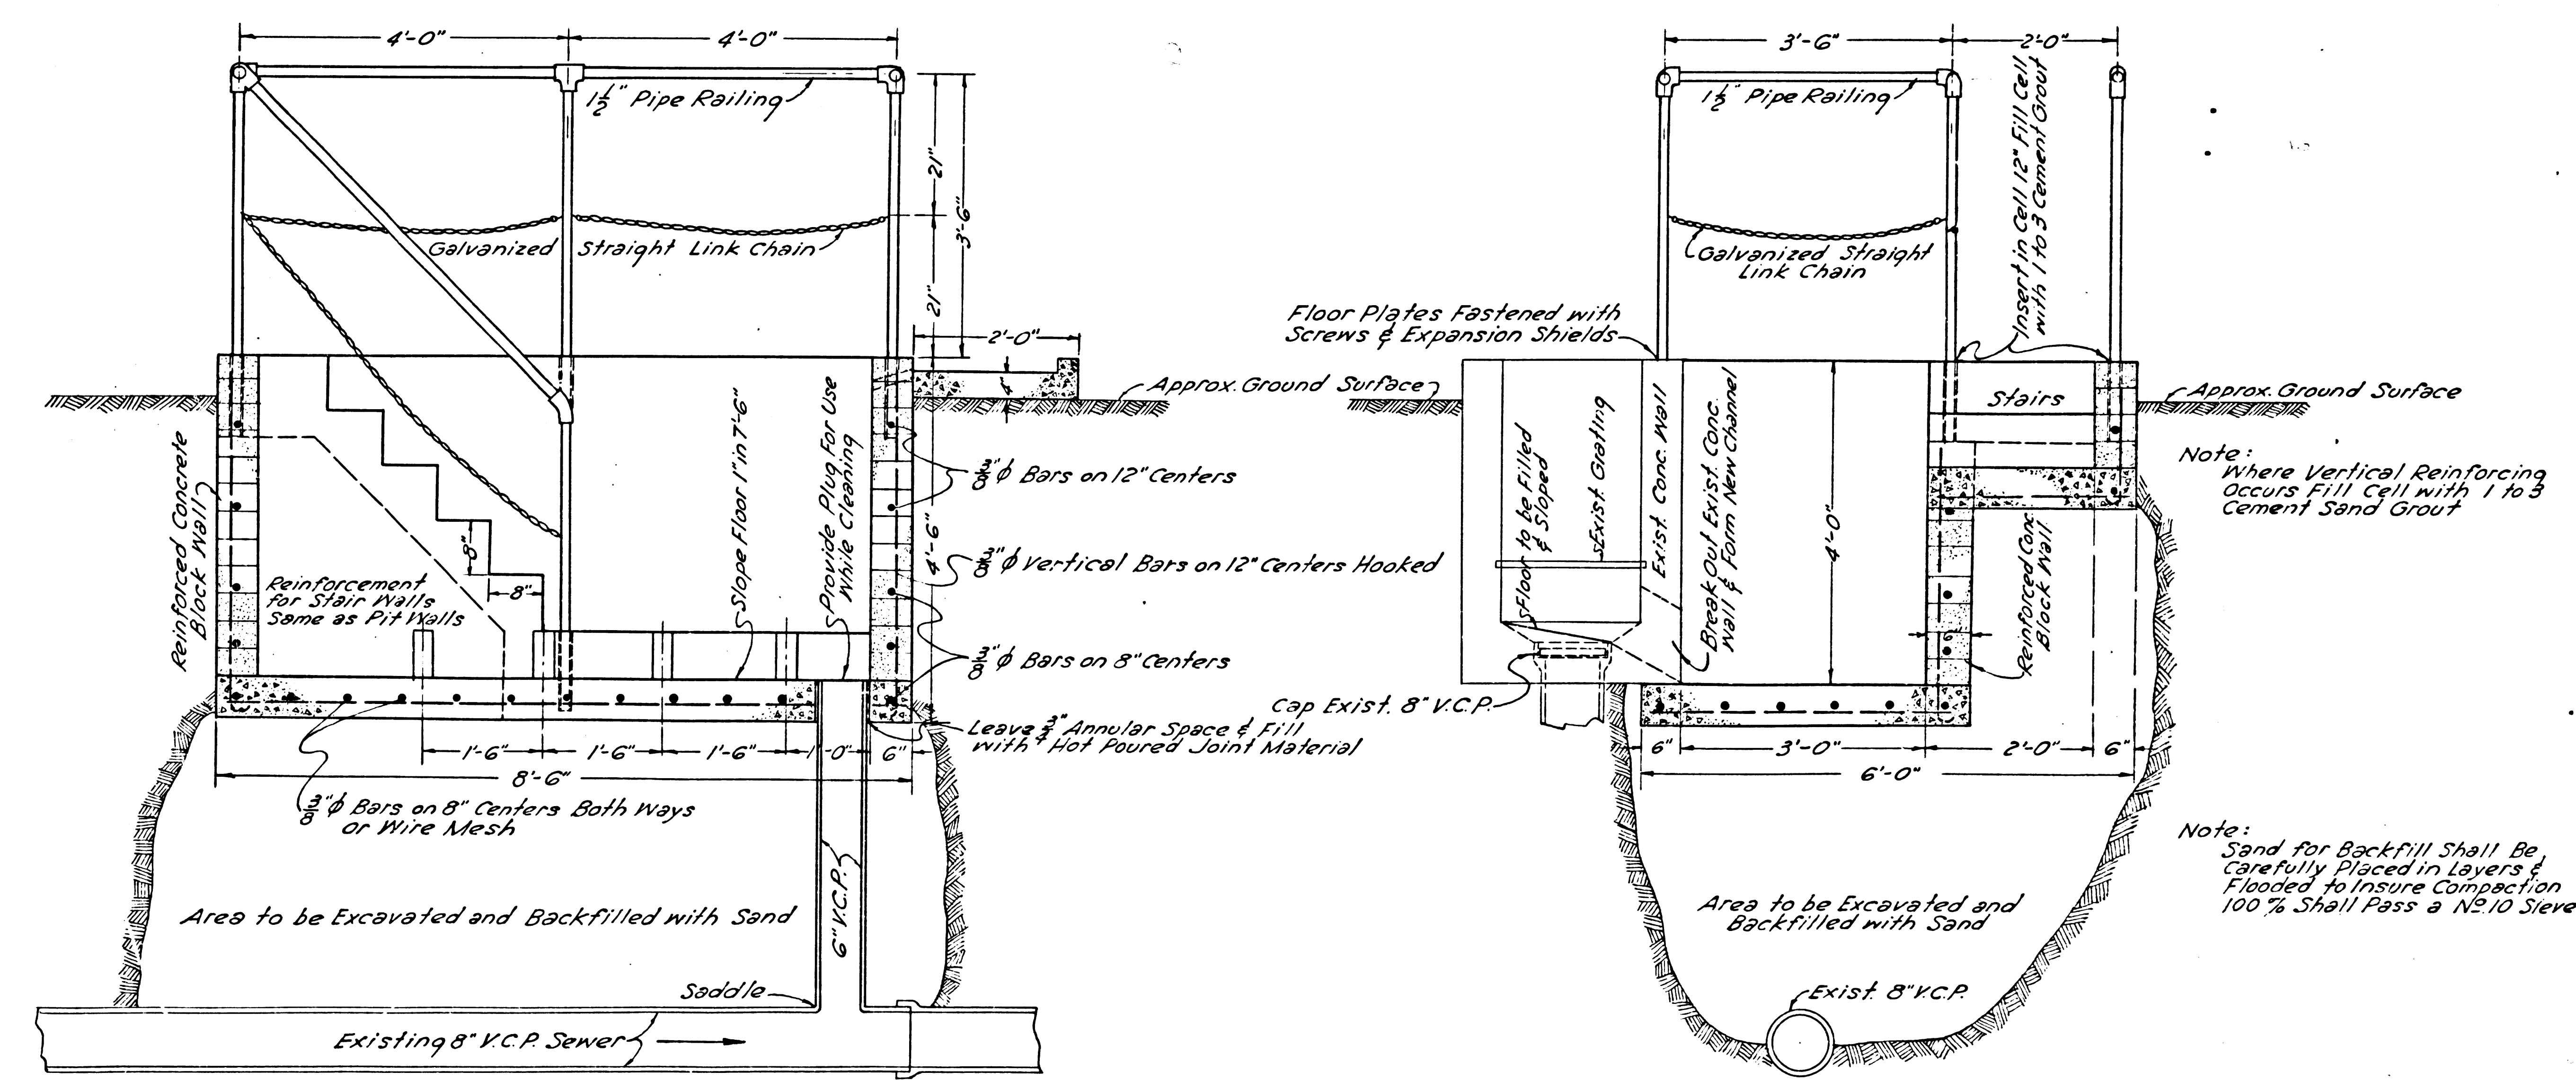 4'-0"
4'-0"
1 1/2" Pipe Railing
21"
3'-6"
21"
Galvanized Straight Link Chain
2'-0"
4"
Approx. Ground Surface
Reinforced Concrete
Block Wall
Reinforcement
for Stair Walls
Same as Pit Walls
8"
8"
Slope Floor 1" in 7'-6"
Provide Plug For Use
While Cleaning
3/8" ϕ Bars on 12" Centers
4'-6"
3/8" ϕ Vertical Bars on 12" Centers Hooked
3/8" ϕ Bars on 8" Centers
Leave 3/4" Annular Space & Fill
with Hot Poured Joint Material
1'-6"
1'-6"
1'-6"
1'-0"
6"
8'-6"
3/8" ϕ Bars on 8" Centers Both Ways
or Wire Mesh
6" V.C.P.
Area to be Excavated and Backfilled with Sand
Saddle
Existing 8" V.C.P. Sewer
3'-6"
2'-0"
1 1/2" Pipe Railing
Insert in Cell 12" Fill Cell
with 1 to 3 Cement Grout
Galvanized Straight
Link Chain
Floor Plates Fastened with
Screws & Expansion Shields
Floor to be Filled
& Sloped
Exist. Grating
Exist. Conc. Wall
Break Out Exist. Conc.
Wall & Form New Channel
4'-0"
Stairs
Approx. Ground Surface
Note:
Where Vertical Reinforcing
Occurs Fill Cell with 1 to 3
Cement Sand Grout
6"
Reinforced Conc.
Block Wall
Cap Exist. 8" V.C.P.
6"
3'-0"
2'-0"
6"
6'-0"
Note:
Sand for Backfill Shall Be
Carefully Placed in Layers &
Flooded to Insure Compaction
100 % Shall Pass a No. 10 Sieve
Area to be Excavated and
Backfilled with Sand
Exist. 8" V.C.P.